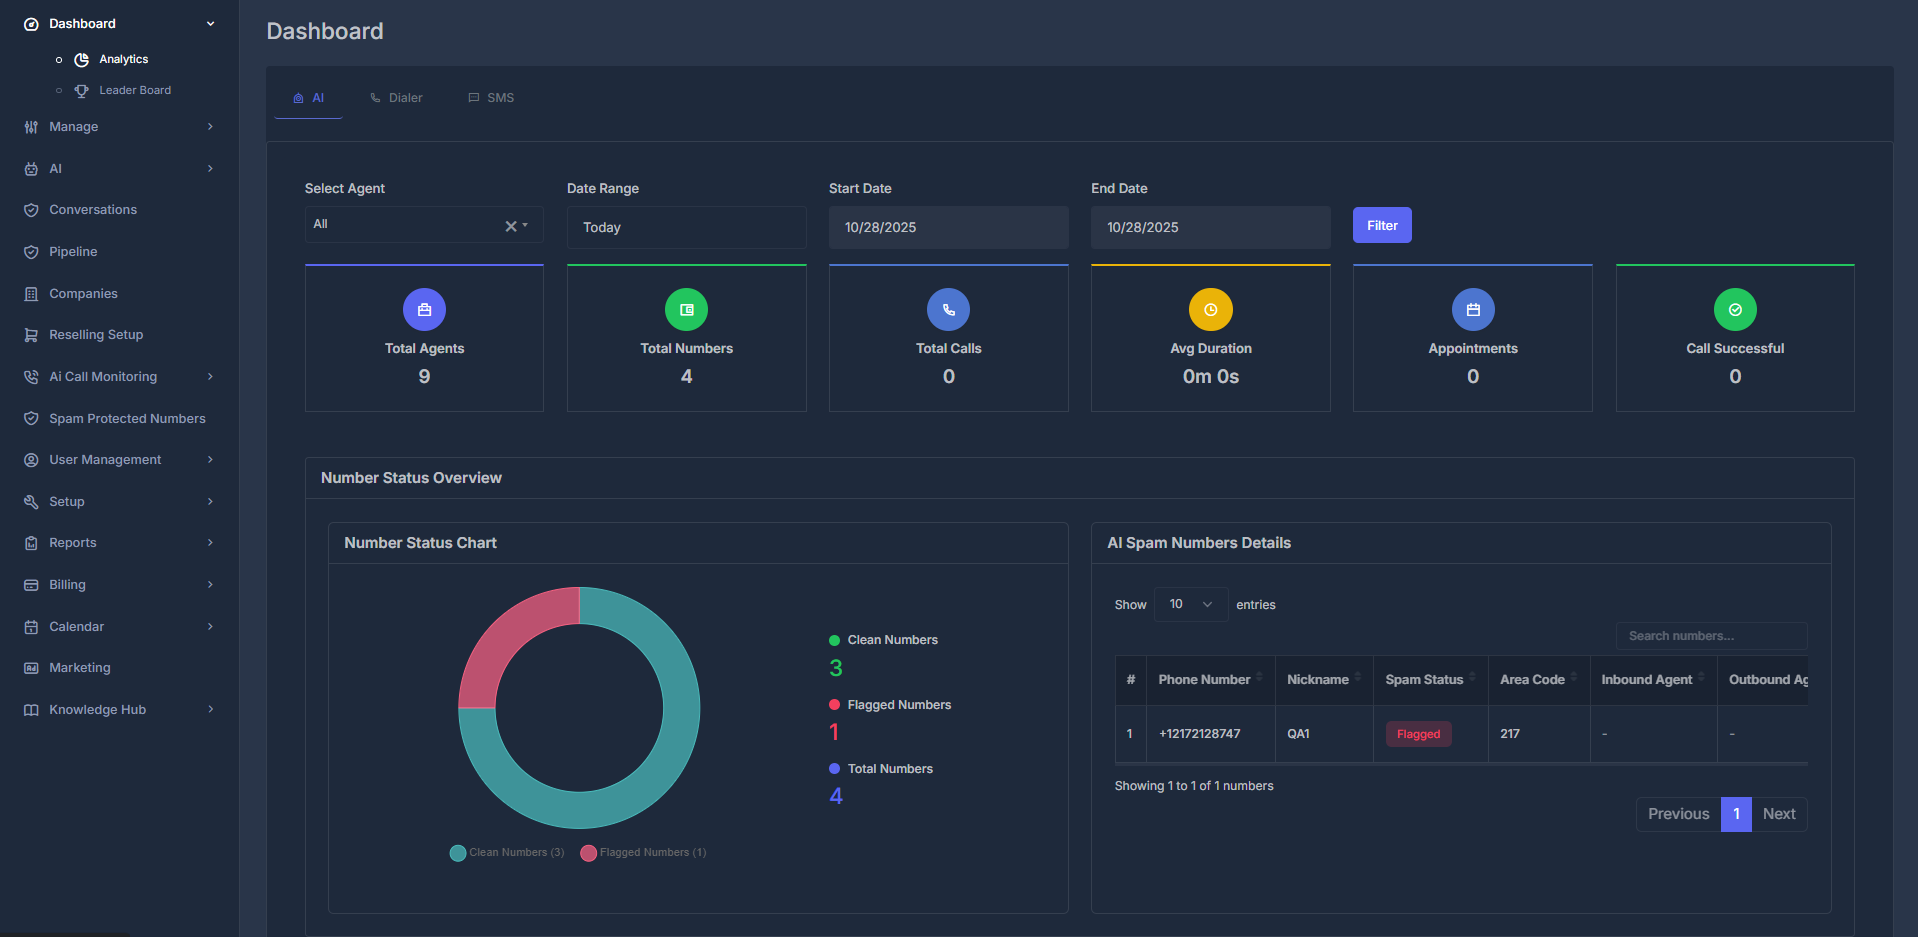 Dashboard
Analytics
Leader Board
Manage
AI
Conversations
Pipeline
Companies
Reselling Setup
Ai Call Monitoring
Spam Protected Numbers
User Management
Setup
Reports
Billing
Calendar
Marketing
Knowledge Hub
Dashboard
AI Dialer SMS
Select Agent Date Range Start Date End Date
All Today 10/28/2025 10/28/2025 Filter
Total Agents Total Numbers Total Calls Avg Duration Appointments Call Successful
9 4 0 0m 0s 0 0
Number Status Overview
Number Status Chart
Clean Numbers
3
Flagged Numbers
1
Total Numbers
4
Clean Numbers (3) Flagged Numbers (1)
AI Spam Numbers Details
Show 10 entries
Search numbers...
# Phone Number Nickname Spam Status Area Code Inbound Agent Outbound Ag
1 +12172128747 QA1 Flagged 217 - -
Showing 1 to 1 of 1 numbers
Previous 1 Next